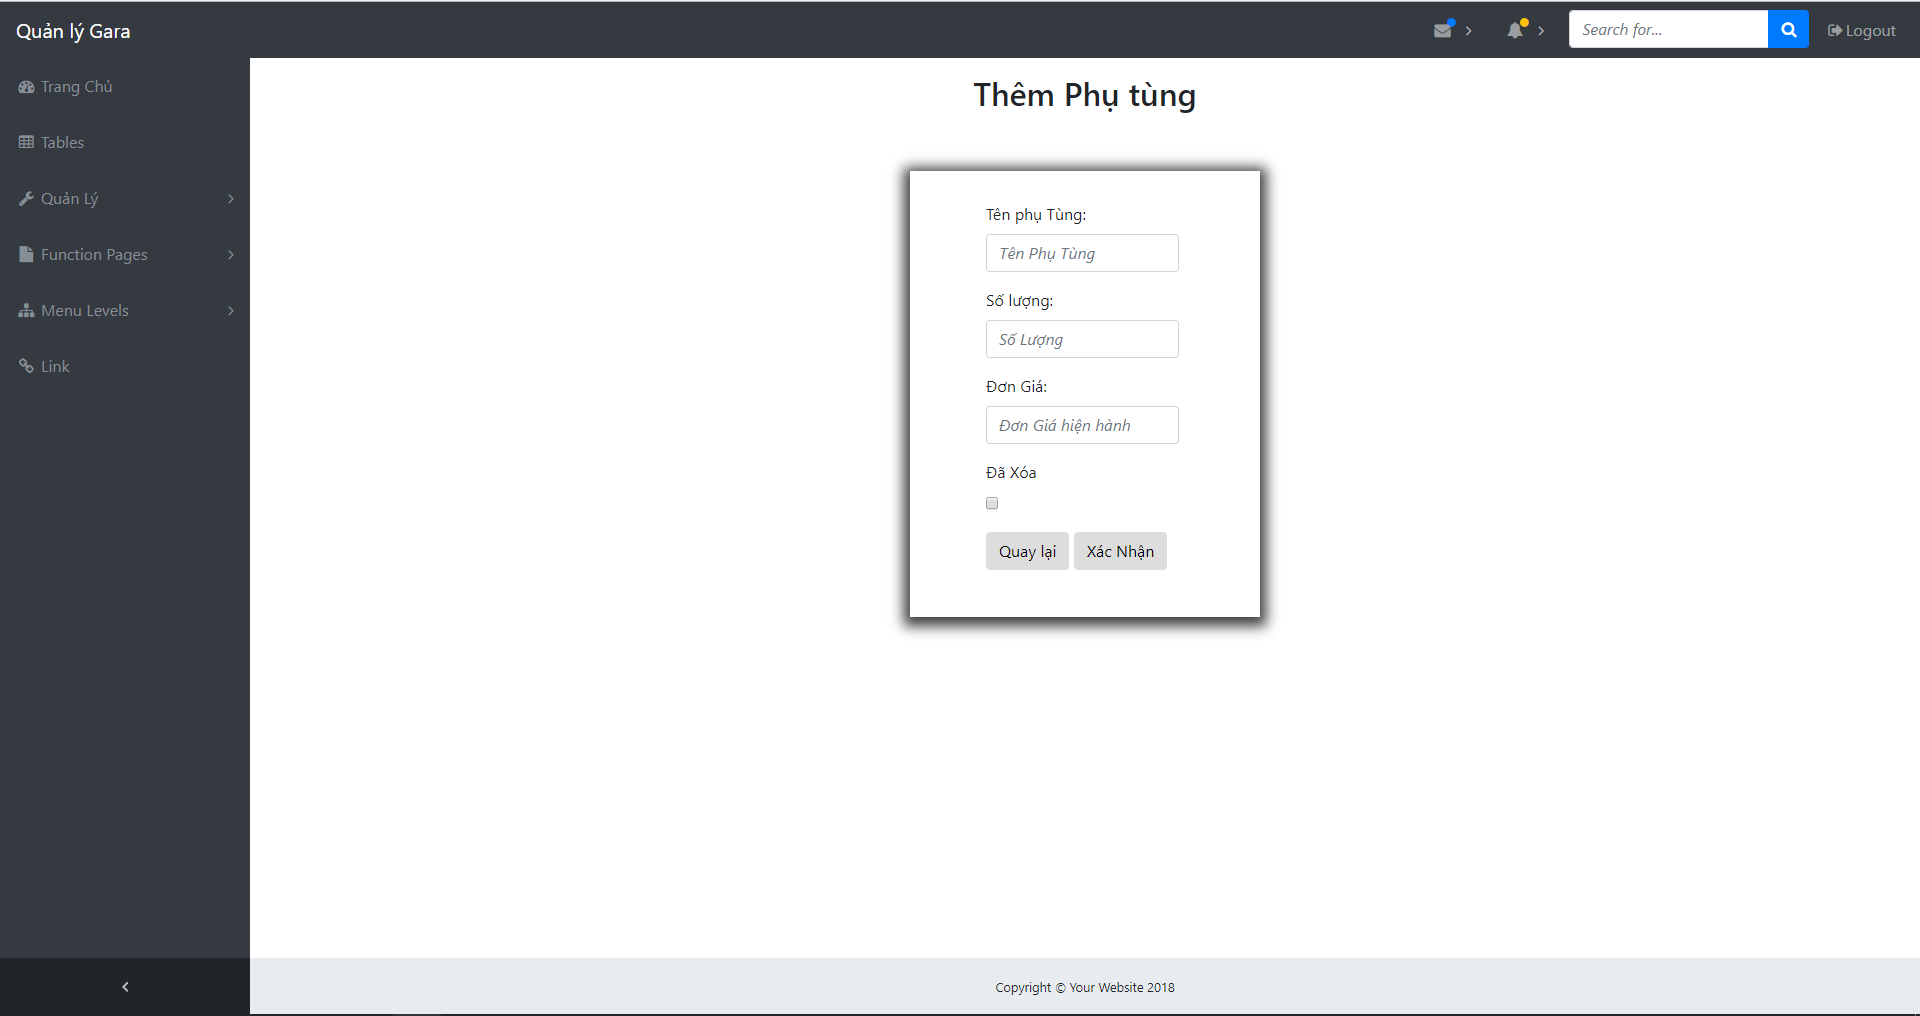 Quản lý Gara
Search for...
Logout
Trang Chủ
Tables
Quản Lý
Function Pages
Menu Levels
Link
Thêm Phụ tùng
Tên phụ Tùng:
Tên Phụ Tùng
Số lượng:
Số Lượng
Đơn Giá:
Đơn Giá hiện hành
Đã Xóa
Quay lại Xác Nhận
Copyright © Your Website 2018